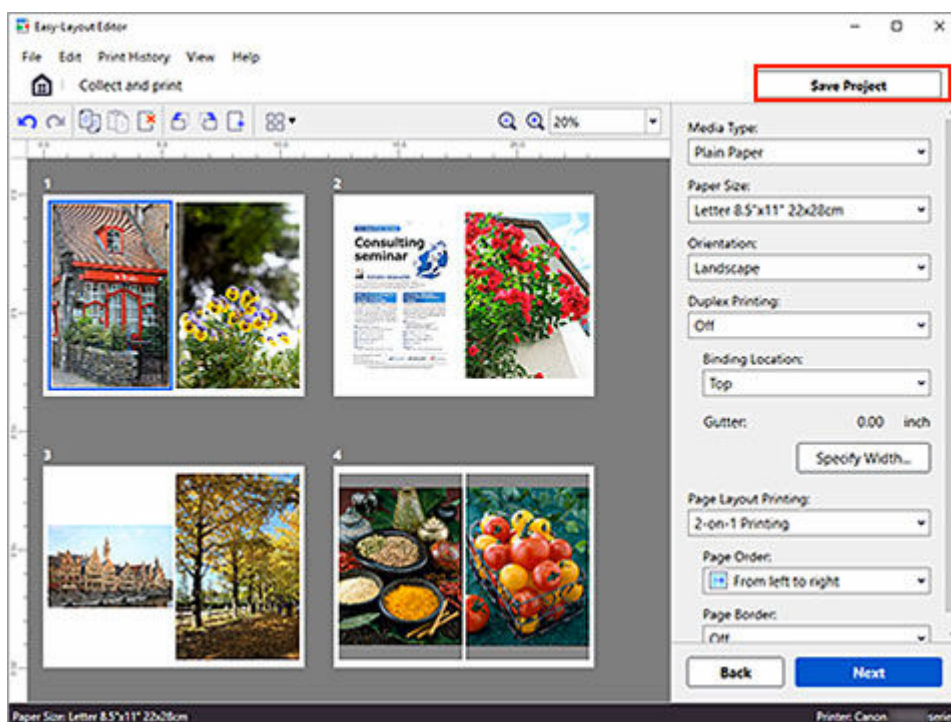 Easy-Layout Editor
File Edit Print History View Help
Collect and print
Save Project
20%
Media Type:
Plain Paper
Paper Size:
Letter 8.5"x11" 22x28cm
Orientation:
Landscape
Duplex Printing:
Off
Binding Location:
Top
Gutter: 0.00 inch
Specify Width...
Page Layout Printing:
2-on-1 Printing
Page Order:
From left to right
Page Border:
Off
Back Next
1 2
Consulting
seminar
3 4
Paper Size: Letter 8.5"x11" 22x28cm Printer: Canon